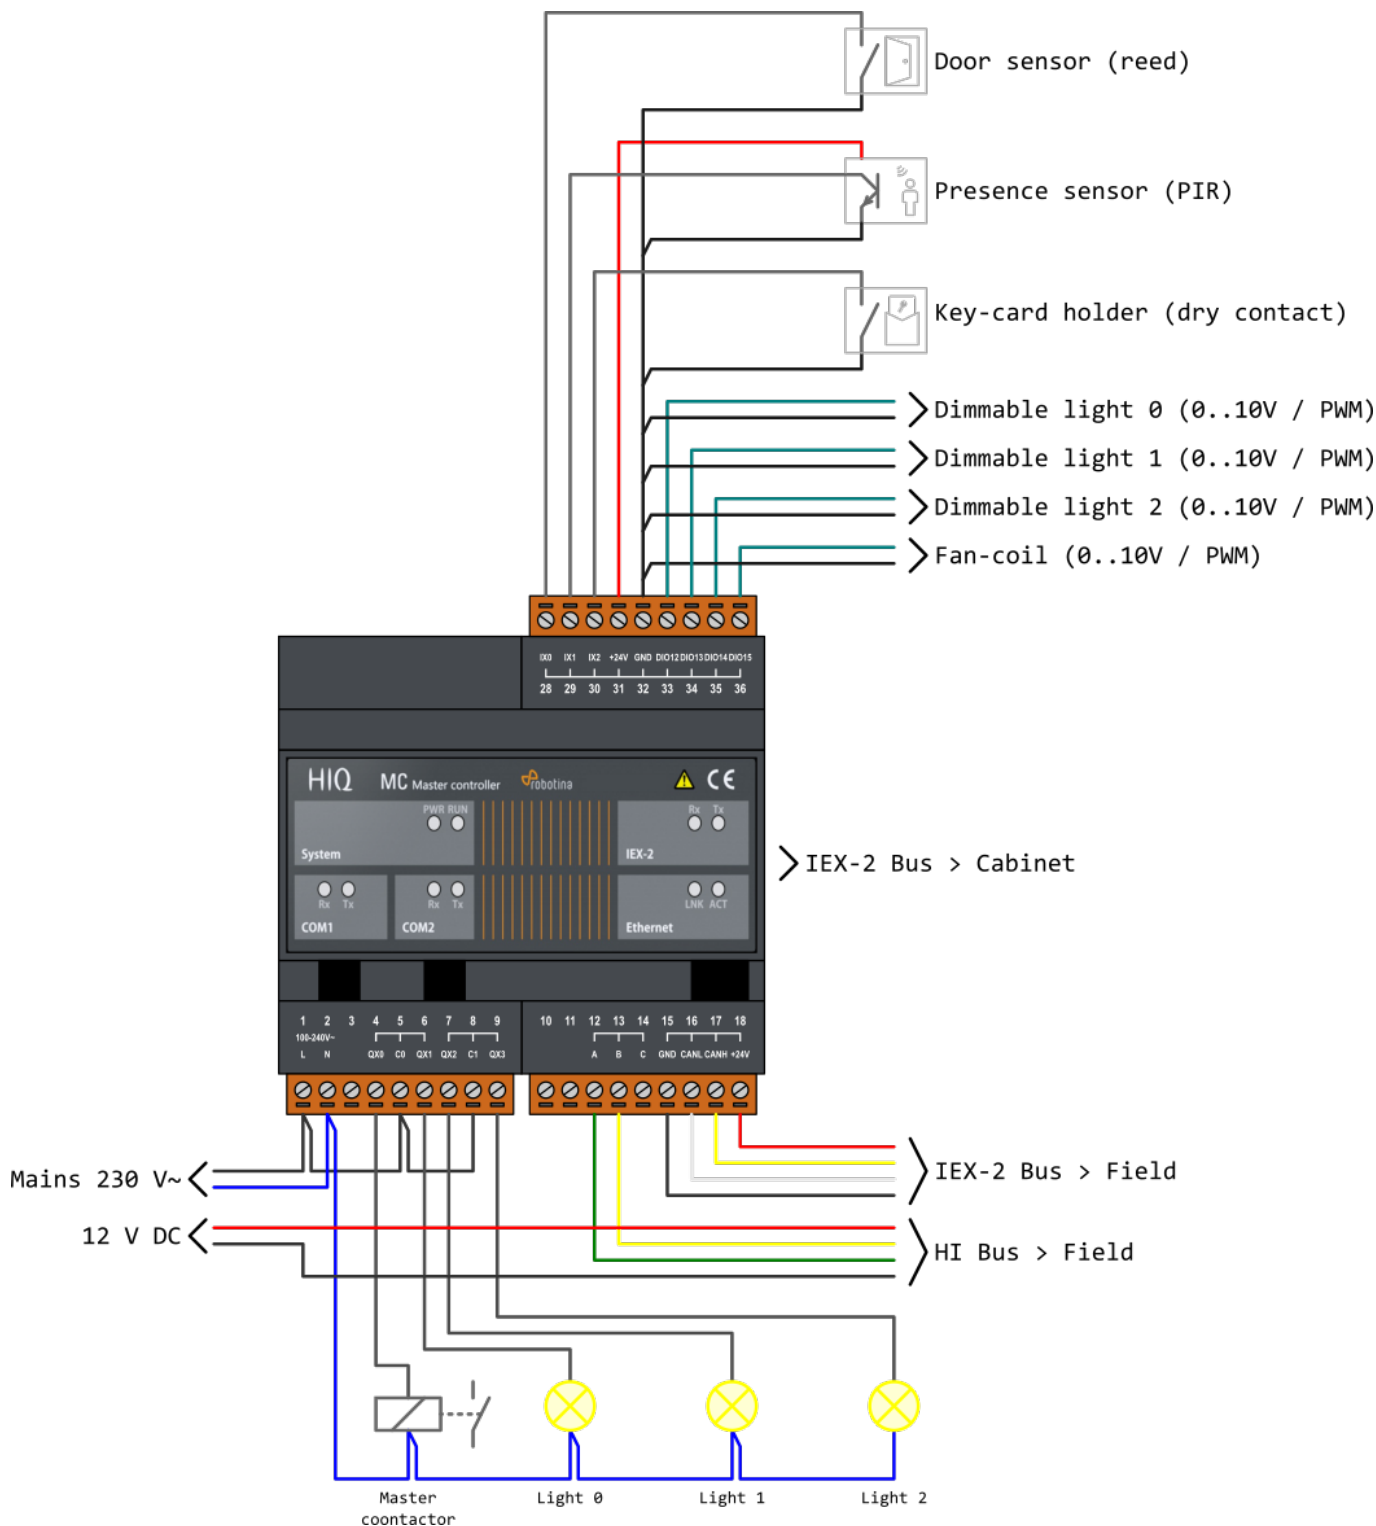 Door sensor (reed)
Presence sensor (PIR)
Key-card holder (dry contact)
Dimmable light 0 (0..10V / PWM)
Dimmable light 1 (0..10V / PWM)
Dimmable light 2 (0..10V / PWM)
Fan-coil (0..10V / PWM)
IX0 IX1 IX2 +24V GND DIO12 DIO13 DIO14 DIO15
28 29 30 31 32 33 34 35 36
HIQ MC Master controller robotina CE
PWR RUN Rx Tx
System IEX-2
Rx Tx Rx Tx LNK ACT
COM1 COM2 Ethernet
IEX-2 Bus > Cabinet
1 2 3 4 5 6 7 8 9 10 11 12 13 14 15 16 17 18
100-240V~
L N QX0 C0 QX1 QX2 C1 QX3 A B C GND CANL CANH +24V
Mains 230 V~
IEX-2 Bus > Field
12 V DC
HI Bus > Field
Master
coontactor
Light 0
Light 1
Light 2